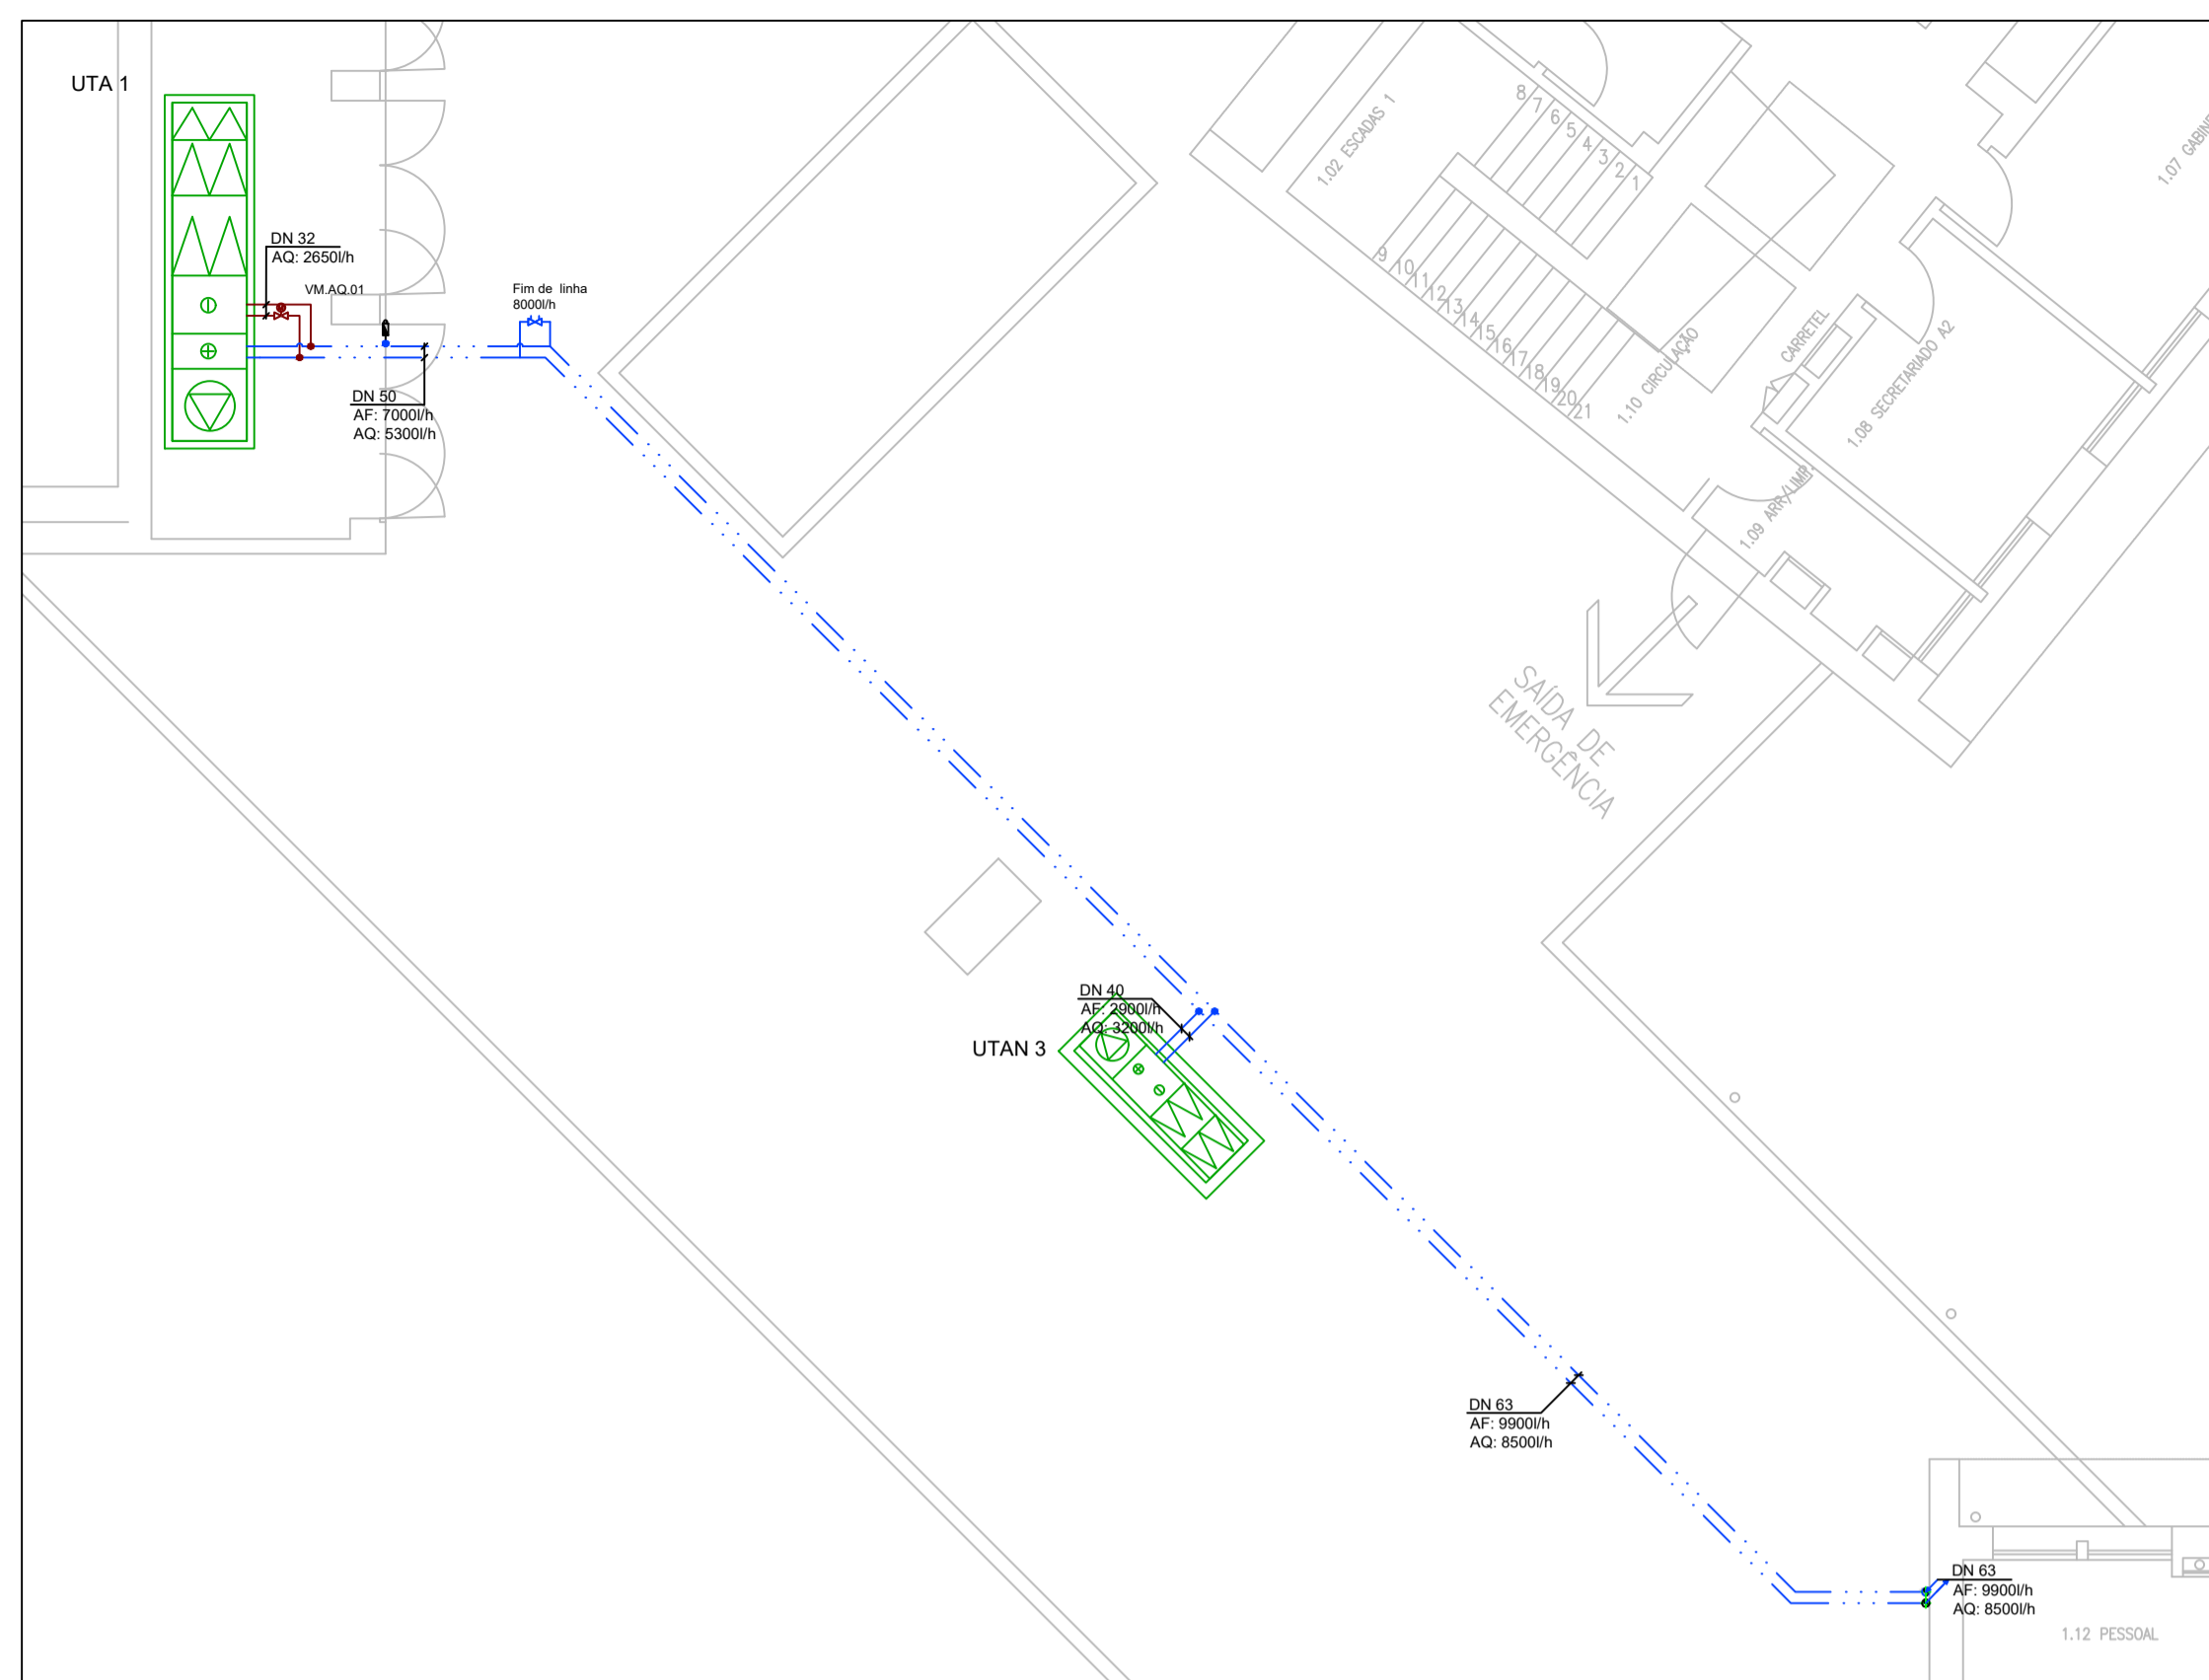 UTA 1
DN 32
AQ: 2650l/h
VM.AQ.01
Fim de linha
8000l/h
DN 50
AF: 7000l/h
AQ: 5300l/h
1.02 ESCADAS 1
8
7
6
5
4
3
2
1
9
10
11
12
13
14
15
16
17
18
19
20
21
1.10 CIRCULAÇÃO
CARRETEL
1.08 SECRETARIADO A2
1.09 ARR/LIMP.
SAÍDA DE
EMERGÊNCIA
DN 40
AF: 2900l/h
AQ: 3200l/h
UTAN 3
DN 63
AF: 9900l/h
AQ: 8500l/h
DN 63
AF: 9900l/h
AQ: 8500l/h
1.12 PESSOAL